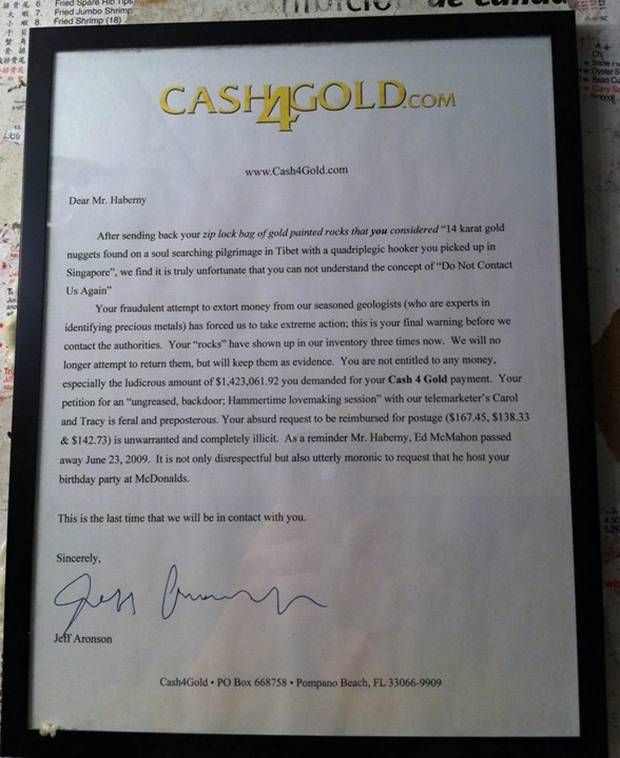 6. Fried Spare Rib Tips
7. Fried Jumbo Shrimp
8. Fried Shrimp (18)
CASH4GOLD.COM
www.Cash4Gold.com
Dear Mr. Haberny
After sending back your zip lock bag of gold painted rocks that you considered "14 karat gold
nuggets found on a soul searching pilgrimage in Tibet with a quadriplegic hooker you picked up in
Singapore", we find it is truly unfortunate that you can not understand the concept of "Do Not Contact
Us Again"
Your fraudulent attempt to extort money from our seasoned geologists (who are experts in
identifying precious metals) has forced us to take extreme action; this is your final warning before we
contact the authorities. Your "rocks" have shown up in our inventory three times now. We will no
longer attempt to return them, but will keep them as evidence. You are not entitled to any money,
especially the ludicrous amount of $1,423,061.92 you demanded for your Cash 4 Gold payment. Your
petition for an "ungreased, backdoor; Hammertime lovemaking session" with our telemarketer's Carol
and Tracy is feral and preposterous. Your absurd request to be reimbursed for postage ($167.45, $138.33
& $142.73) is unwarranted and completely illicit. As a reminder Mr. Haberny, Ed McMahon passed
away June 23, 2009. It is not only disrespectful but also utterly moronic to request that he host your
birthday party at McDonalds.
This is the last time that we will be in contact with you.
Sincerely,
Jeff Aronson
Cash4Gold • PO Box 668758 • Pompano Beach, FL 33066-9909